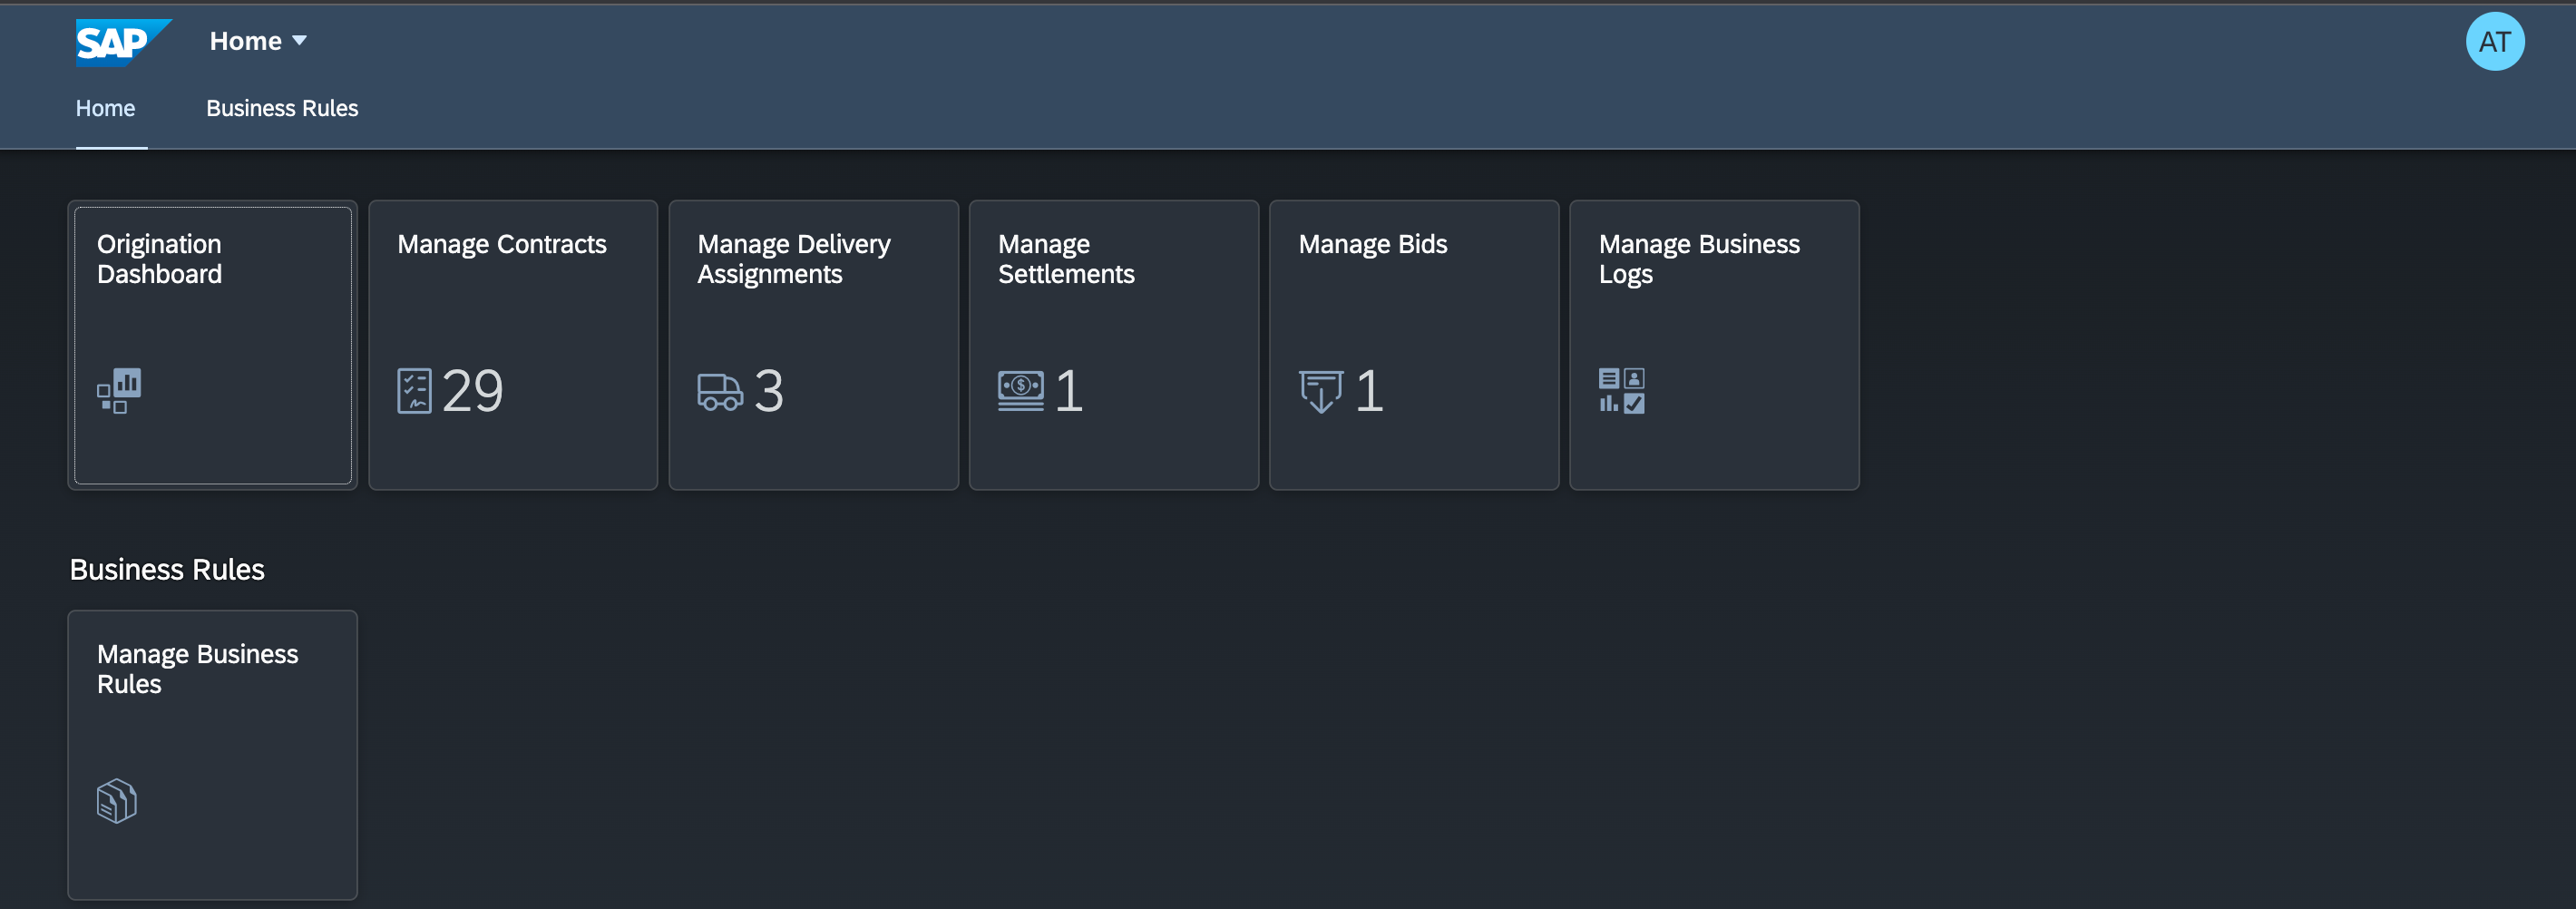 SAP
Home
AT
Home
Business Rules
Origination
Dashboard
Manage Contracts
29
Manage Delivery
Assignments
3
Manage
Settlements
1
Manage Bids
1
Manage Business
Logs
Business Rules
Manage Business
Rules